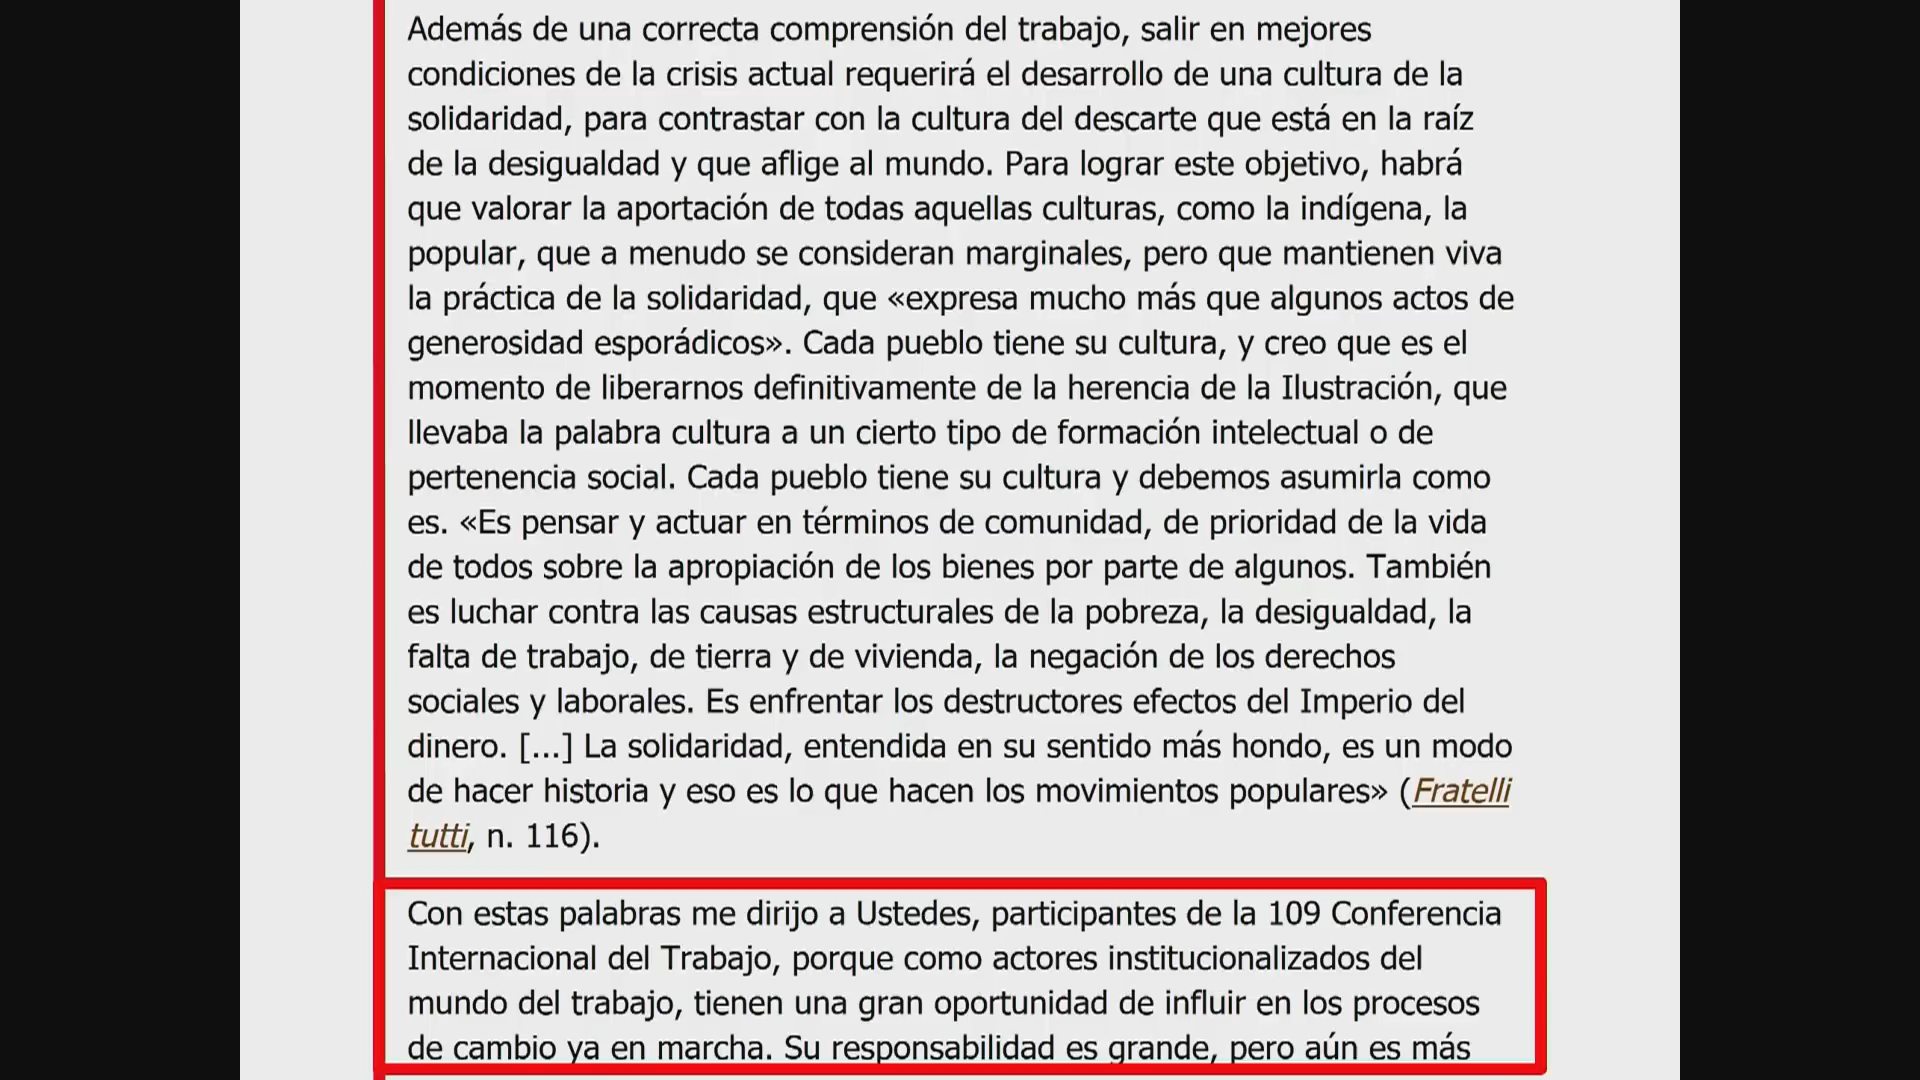 Además de una correcta comprensión del trabajo, salir en mejores
condiciones de la crisis actual requerirá el desarrollo de una cultura de la
solidaridad, para contrastar con la cultura del descarte que está en la raíz
de la desigualdad y que aflige al mundo. Para lograr este objetivo, habrá
que valorar la aportación de todas aquellas culturas, como la indígena, la
popular, que a menudo se consideran marginales, pero que mantienen viva
la práctica de la solidaridad, que «expresa mucho más que algunos actos de
generosidad esporádicos». Cada pueblo tiene su cultura, y creo que es el
momento de liberarnos definitivamente de la herencia de la Ilustración, que
llevaba la palabra cultura a un cierto tipo de formación intelectual o de
pertenencia social. Cada pueblo tiene su cultura y debemos asumirla como
es. «Es pensar y actuar en términos de comunidad, de prioridad de la vida
de todos sobre la apropiación de los bienes por parte de algunos. También
es luchar contra las causas estructurales de la pobreza, la desigualdad, la
falta de trabajo, de tierra y de vivienda, la negación de los derechos
sociales y laborales. Es enfrentar los destructores efectos del Imperio del
dinero. [...] La solidaridad, entendida en su sentido más hondo, es un modo
de hacer historia y eso es lo que hacen los movimientos populares» (Fratelli
tutti, n. 116).
Con estas palabras me dirijo a Ustedes, participantes de la 109 Conferencia
Internacional del Trabajo, porque como actores institucionalizados del
mundo del trabajo, tienen una gran oportunidad de influir en los procesos
de cambio ya en marcha. Su responsabilidad es grande, pero aún es más